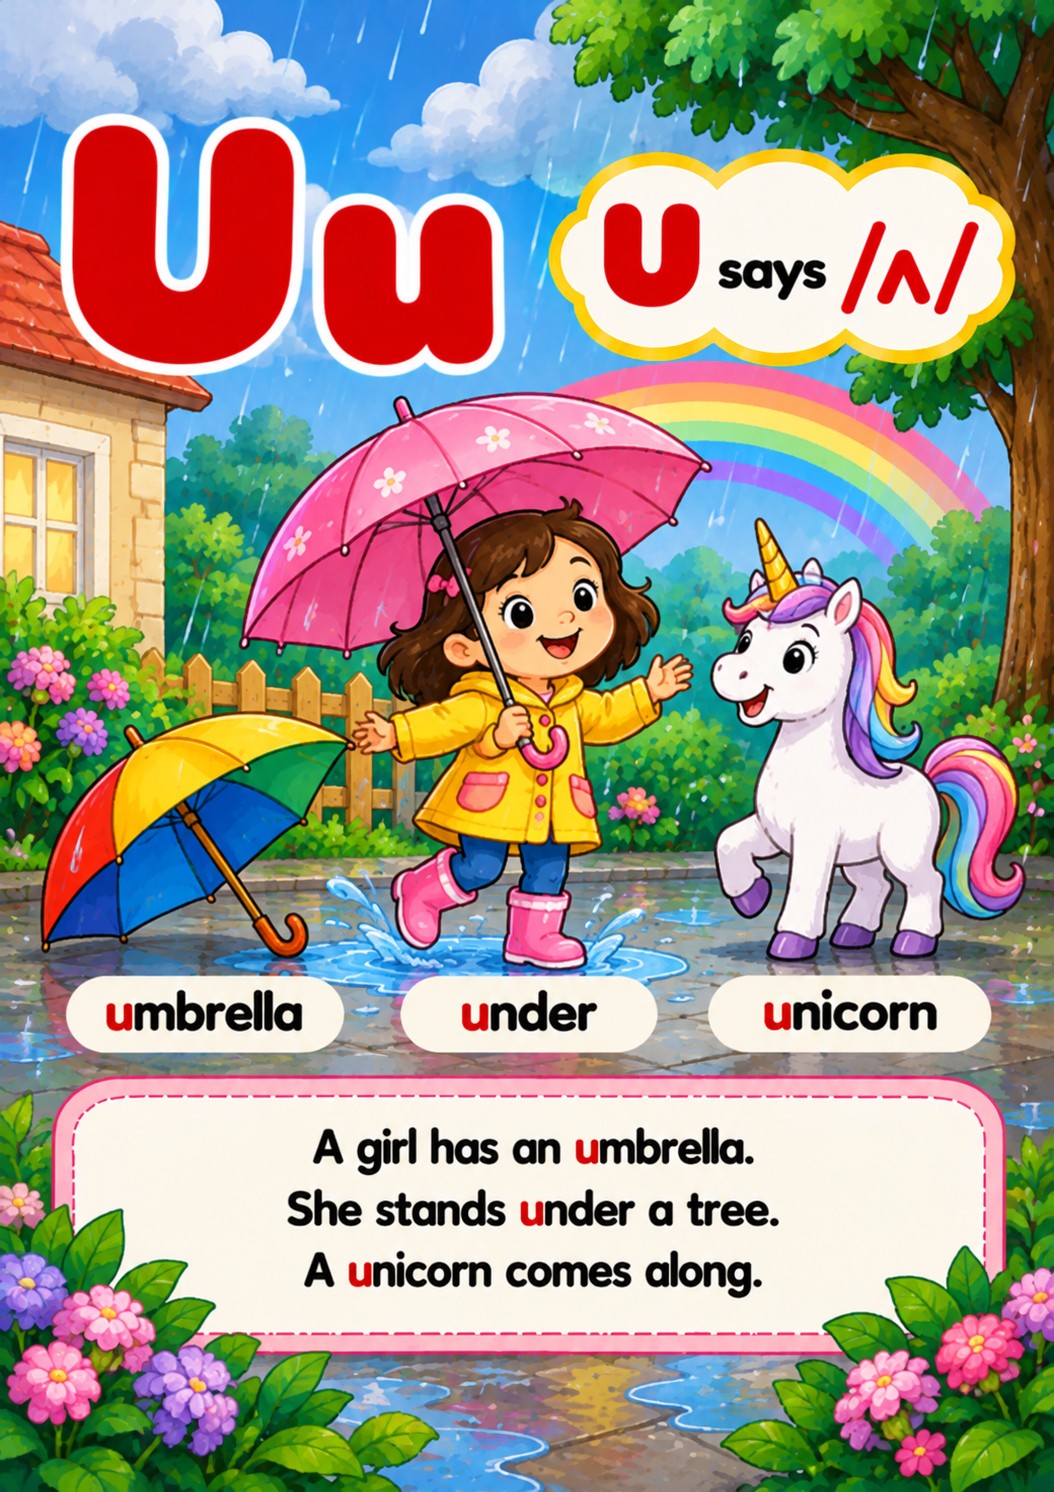 Uu
U says /ʌ/
umbrella
under
unicorn
A girl has an umbrella.
She stands under a tree.
A unicorn comes along.